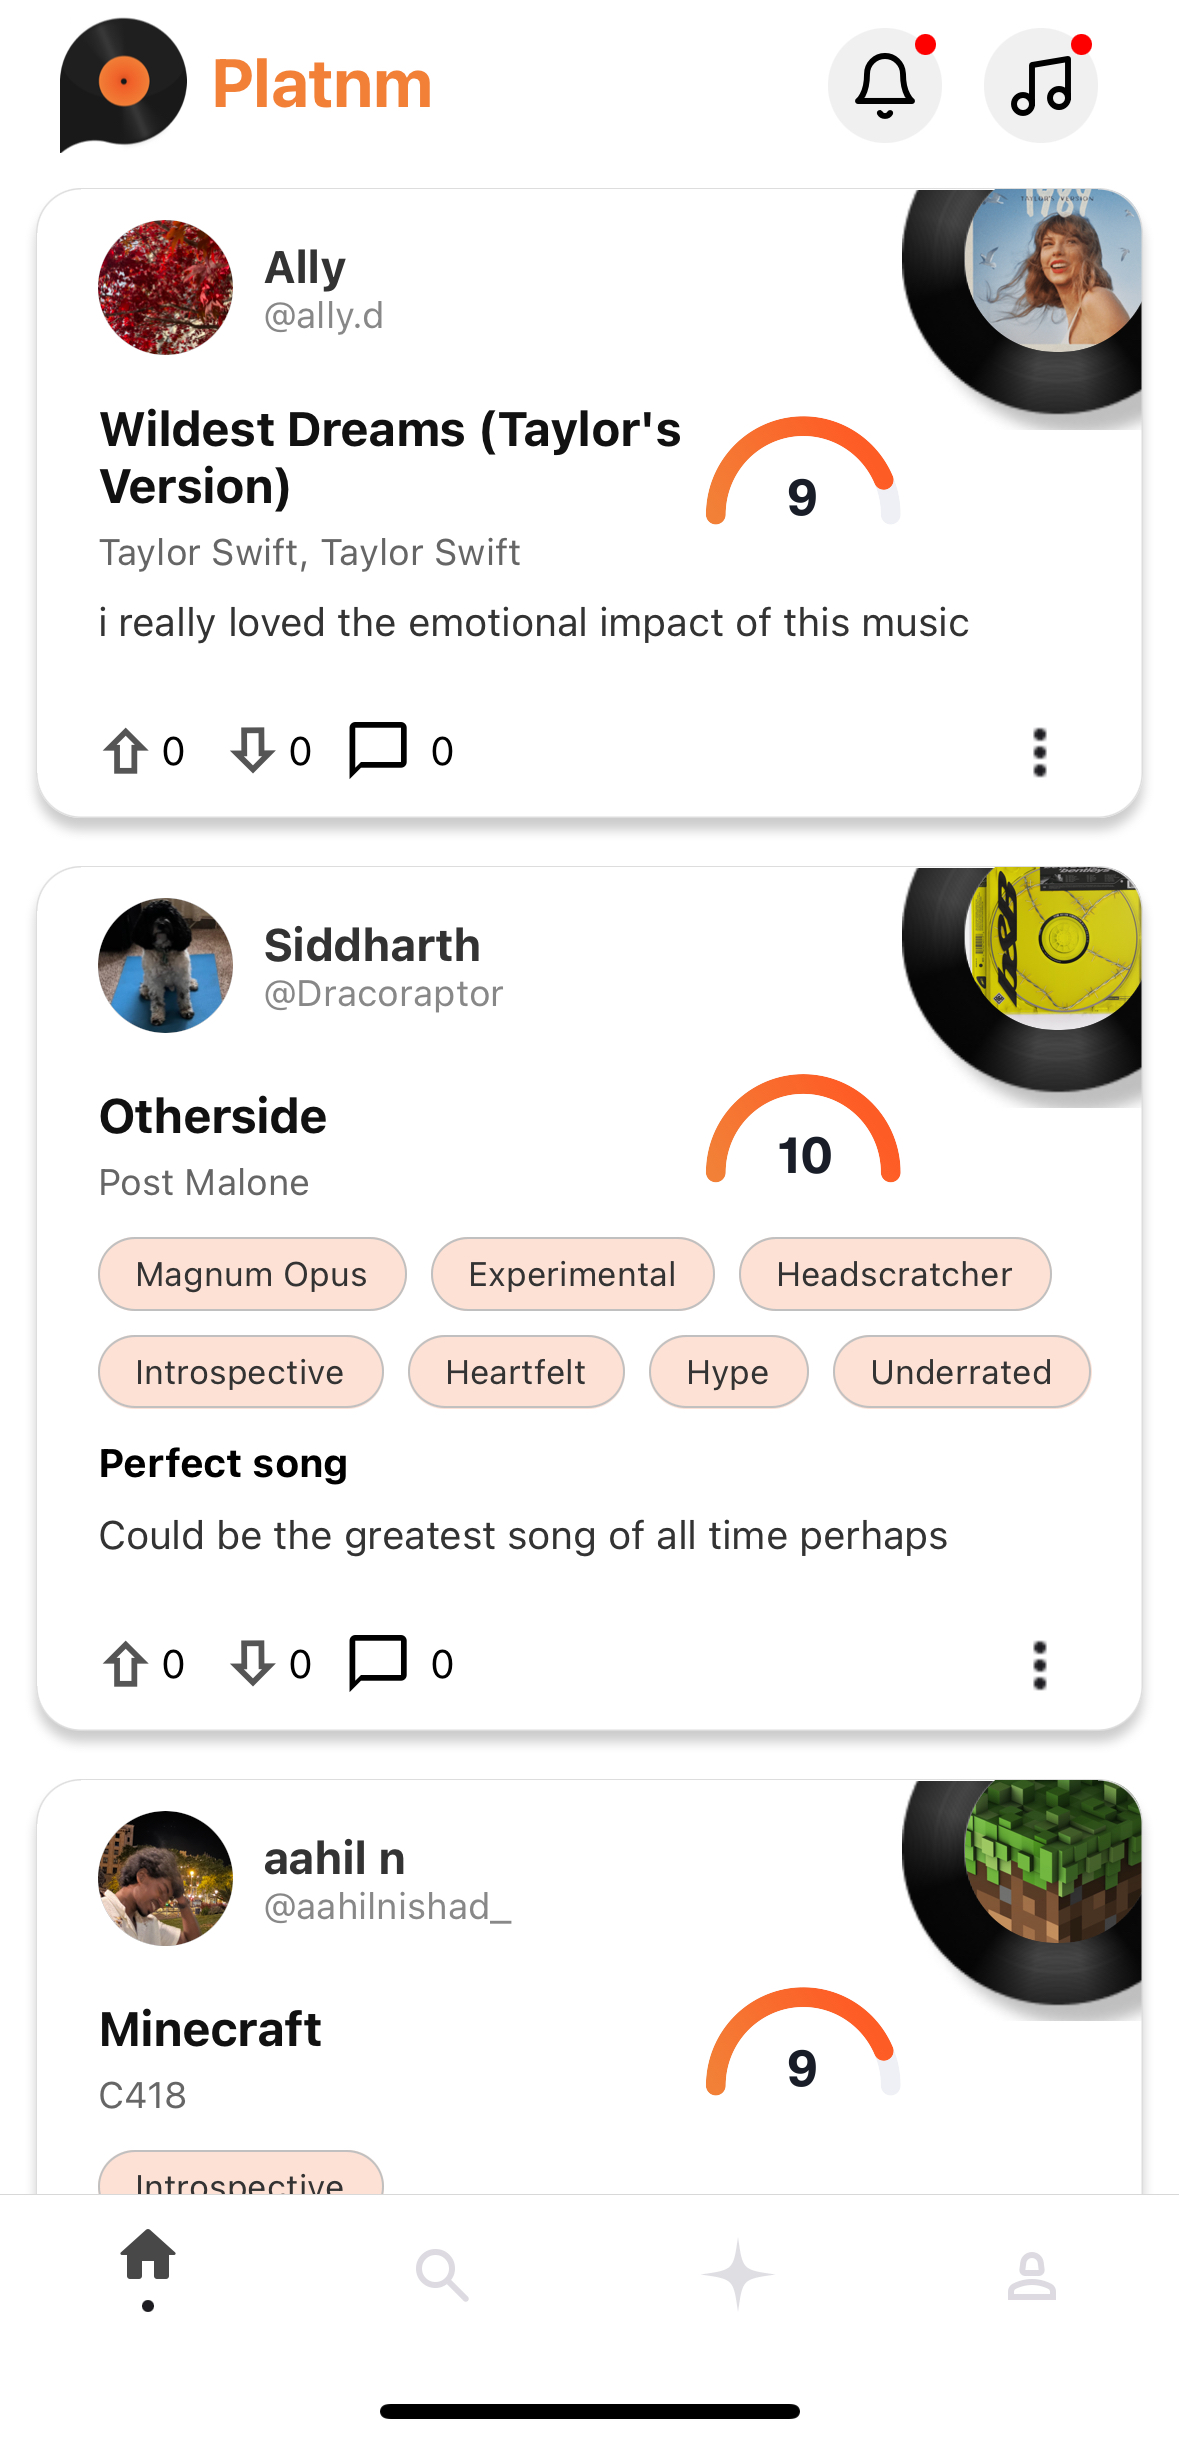 Platnm
Ally
@ally.d
1989
TAYLOR'S VERSION
Wildest Dreams (Taylor's
Version)
9
Taylor Swift, Taylor Swift
i really loved the emotional impact of this music
0 0 0
Siddharth
@Dracoraptor
Otherside
10
Post Malone
Magnum Opus Experimental Headscratcher
Introspective Heartfelt Hype Underrated
Perfect song
Could be the greatest song of all time perhaps
0 0 0
aahil n
@aahilnishad_
Minecraft
9
C418
Introspective